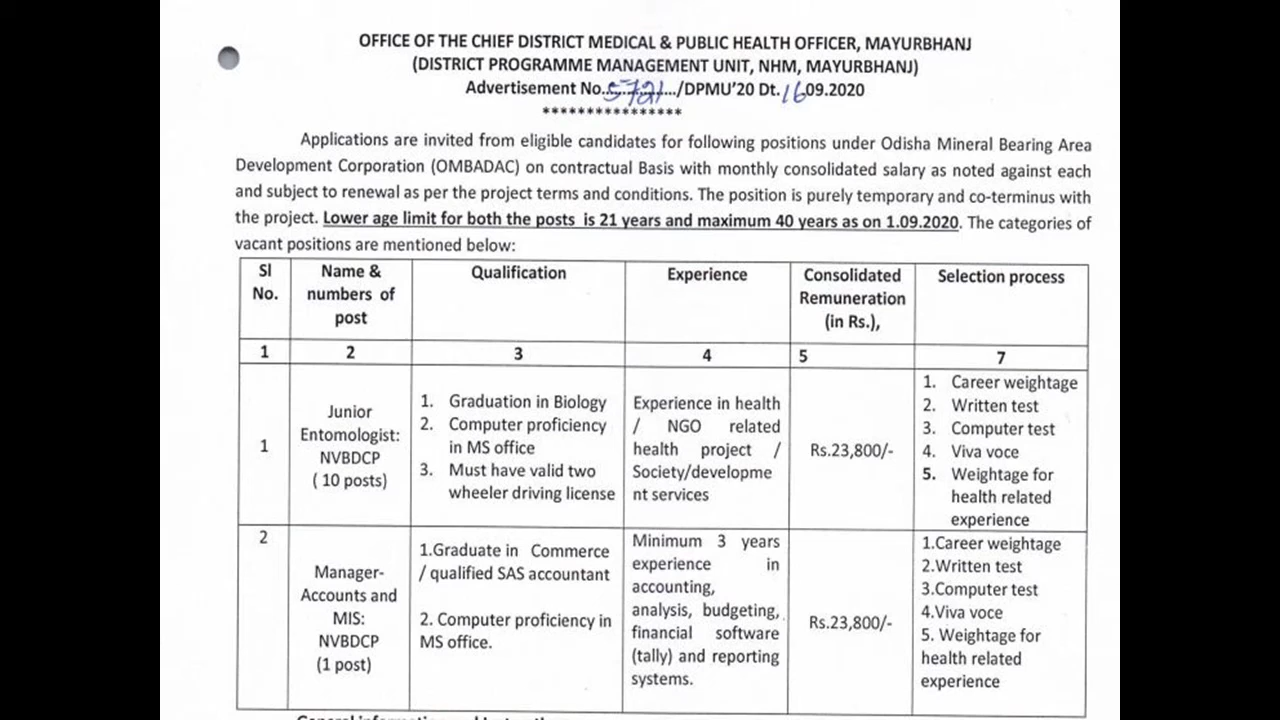 OFFICE OF THE CHIEF DISTRICT MEDICAL & PUBLIC HEALTH OFFICER, MAYURBHANJ
(DISTRICT PROGRAMME MANAGEMENT UNIT, NHM, MAYURBHANJ)
Advertisement No..5721../DPMU'20 Dt.16.09.2020
****************
Applications are invited from eligible candidates for following positions under Odisha Mineral Bearing Area
Development Corporation (OMBADAC) on contractual Basis with monthly consolidated salary as noted against each
and subject to renewal as per the project terms and conditions. The position is purely temporary and co-terminus with
the project. Lower age limit for both the posts is 21 years and maximum 40 years as on 1.09.2020. The categories of
vacant positions are mentioned below:
Sl
No.
Name &
numbers of
post
Qualification
Experience
Consolidated
Remuneration
(in Rs.),
Selection process
1
2
3
4
5
7
1
Junior
Entomologist:
NVBDCP
( 10 posts)
1. Graduation in Biology
2. Computer proficiency
in MS office
3. Must have valid two
wheeler driving license
Experience in health
/ NGO related
health project /
Society/developme
nt services
Rs.23,800/-
1. Career weightage
2. Written test
3. Computer test
4. Viva voce
5. Weightage for
health related
experience
2
Manager-
Accounts and
MIS:
NVBDCP
(1 post)
1.Graduate in Commerce
/ qualified SAS accountant
2. Computer proficiency in
MS office.
Minimum 3 years
experience in
accounting,
analysis, budgeting,
financial software
(tally) and reporting
systems.
Rs.23,800/-
1.Career weightage
2.Written test
3.Computer test
4.Viva voce
5. Weightage for
health related
experience